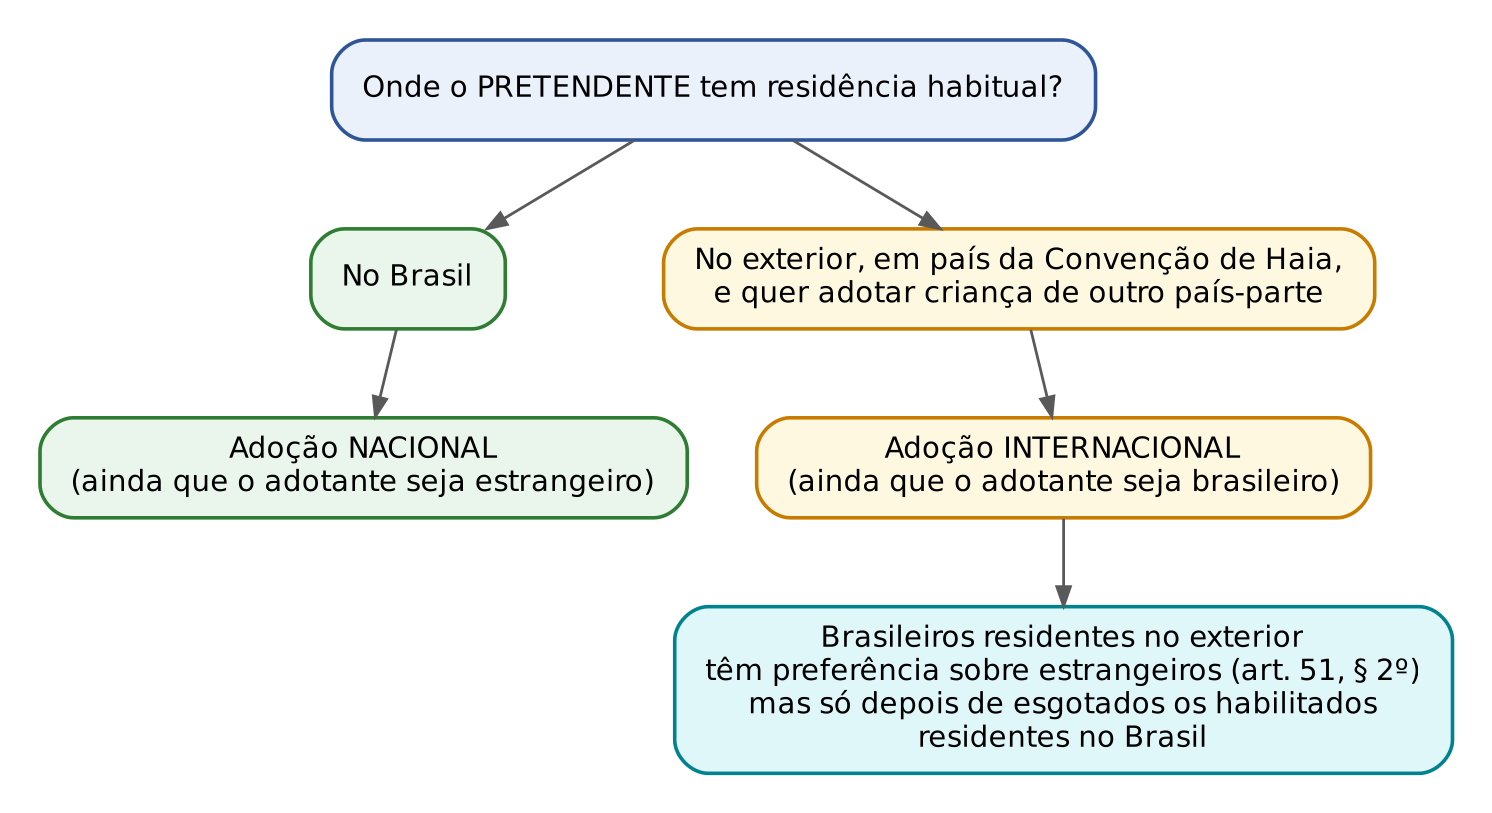 Onde o PRETENDENTE tem residência habitual?
No Brasil
No exterior, em país da Convenção de Haia,
e quer adotar criança de outro país-parte
Adoção NACIONAL
(ainda que o adotante seja estrangeiro)
Adoção INTERNACIONAL
(ainda que o adotante seja brasileiro)
Brasileiros residentes no exterior
têm preferência sobre estrangeiros (art. 51, § 2º)
mas só depois de esgotados os habilitados
residentes no Brasil